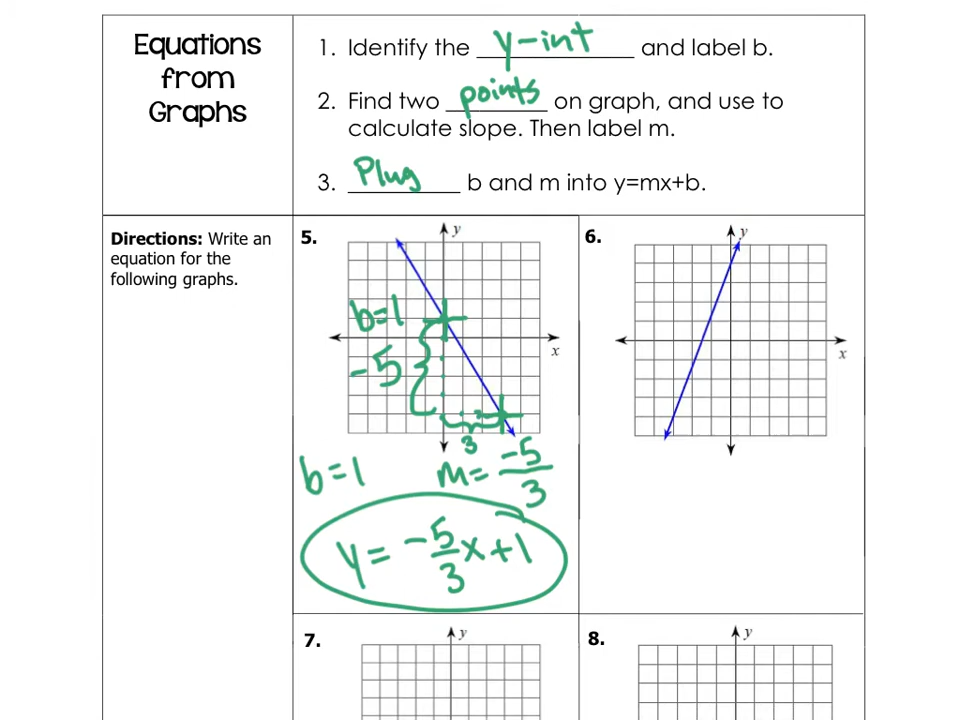 Equations
from
Graphs
1. Identify the y-int and label b.
2. Find two points on graph, and use to
calculate slope. Then label m.
3. Plug b and m into y=mx+b.
Directions: Write an
equation for the
following graphs.
5.
y
b=1
-5
x
3
b=1
m= -5/3
y= -5/3x+1
6.
y
x
7.
y
8.
y